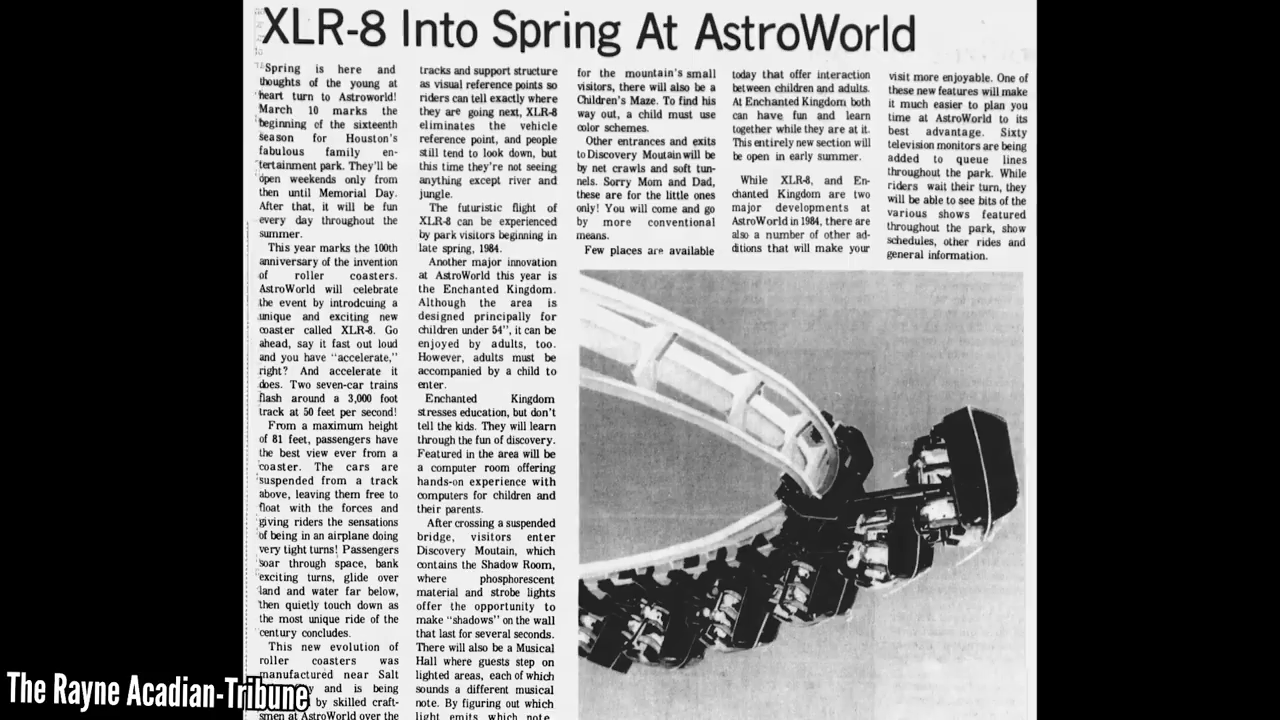 XLR-8 Into Spring At AstroWorld
Spring is here and
thoughts of the young at
heart turn to Astroworld!
March 10 marks the
beginning of the sixteenth
season for Houston's
fabulous family en-
tertainment park. They'll be
open weekends only from
then until Memorial Day.
After that, it will be fun
every day throughout the
summer.
This year marks the 100th
anniversary of the invention
of roller coasters.
AstroWorld will celebrate
the event by introdcuing a
unique and exciting new
coaster called XLR-8. Go
ahead, say it fast out loud
and you have "accelerate,"
right? And accelerate it
does. Two seven-car trains
flash around a 3,000 foot
track at 50 feet per second!
From a maximum height
of 81 feet, passengers have
the best view ever from a
coaster. The cars are
suspended from a track
above, leaving them free to
float with the forces and
giving riders the sensations
of being in an airplane doing
very tight turns! Passengers
soar through space, bank
exciting turns, glide over
land and water far below,
then quietly touch down as
the most unique ride of the
century concludes.
This new evolution of
roller coasters was
manufactured near Salt
and is being
by skilled craft-
smen at AstroWorld over the
tracks and support structure
as visual reference points so
riders can tell exactly where
they are going next, XLR-8
eliminates the vehicle
reference point, and people
still tend to look down, but
this time they're not seeing
anything except river and
jungle.
The futuristic flight of
XLR-8 can be experienced
by park visitors beginning in
late spring, 1984.
Another major innovation
at AstroWorld this year is
the Enchanted Kingdom.
Although the area is
designed principally for
children under 54", it can be
enjoyed by adults, too.
However, adults must be
accompanied by a child to
enter.
Enchanted Kingdom
stresses education, but don't
tell the kids. They will learn
through the fun of discovery.
Featured in the area will be
a computer room offering
hands-on experience with
computers for children and
their parents.
After crossing a suspended
bridge, visitors enter
Discovery Moutain, which
contains the Shadow Room,
where phosphorescent
material and strobe lights
offer the opportunity to
make "shadows" on the wall
that last for several seconds.
There will also be a Musical
Hall where guests step on
lighted areas, each of which
sounds a different musical
note. By figuring out which
light emits which note,
for the mountain's small
visitors, there will also be a
Children's Maze. To find his
way out, a child must use
color schemes.
Other entrances and exits
to Discovery Moutain will be
by net crawls and soft tun-
nels. Sorry Mom and Dad,
these are for the little ones
only! You will come and go
by more conventional
means.
Few places are available
today that offer interaction
between children and adults.
At Enchanted Kingdom both
can have fun and learn
together while they are at it.
This entirely new section will
be open in early summer.
While XLR-8, and En-
chanted Kingdom are two
major developments at
AstroWorld in 1984, there are
also a number of other ad-
ditions that will make your
visit more enjoyable. One of
these new features will make
it much easier to plan you
time at AstroWorld to its
best advantage. Sixty
television monitors are being
added to queue lines
throughout the park. While
riders wait their turn, they
will be able to see bits of the
various shows featured
throughout the park, show
schedules, other rides and
general information.
The Rayne Acadian-Tribune